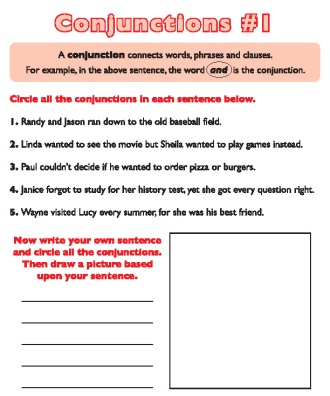 Conjunctions #1
A conjunction connects words, phrases and clauses.
For example, in the above sentence, the word and is the conjunction.
Circle all the conjunctions in each sentence below.
1. Randy and Jason ran down to the old baseball field.
2. Linda wanted to see the movie but Sheila wanted to play games instead.
3. Paul couldn't decide if he wanted to order pizza or burgers.
4. Janice forgot to study for her history test, yet she got every question right.
5. Wayne visited Lucy every summer, for she was his best friend.
Now write your own sentence
and circle all the conjunctions.
Then draw a picture based
upon your sentence.